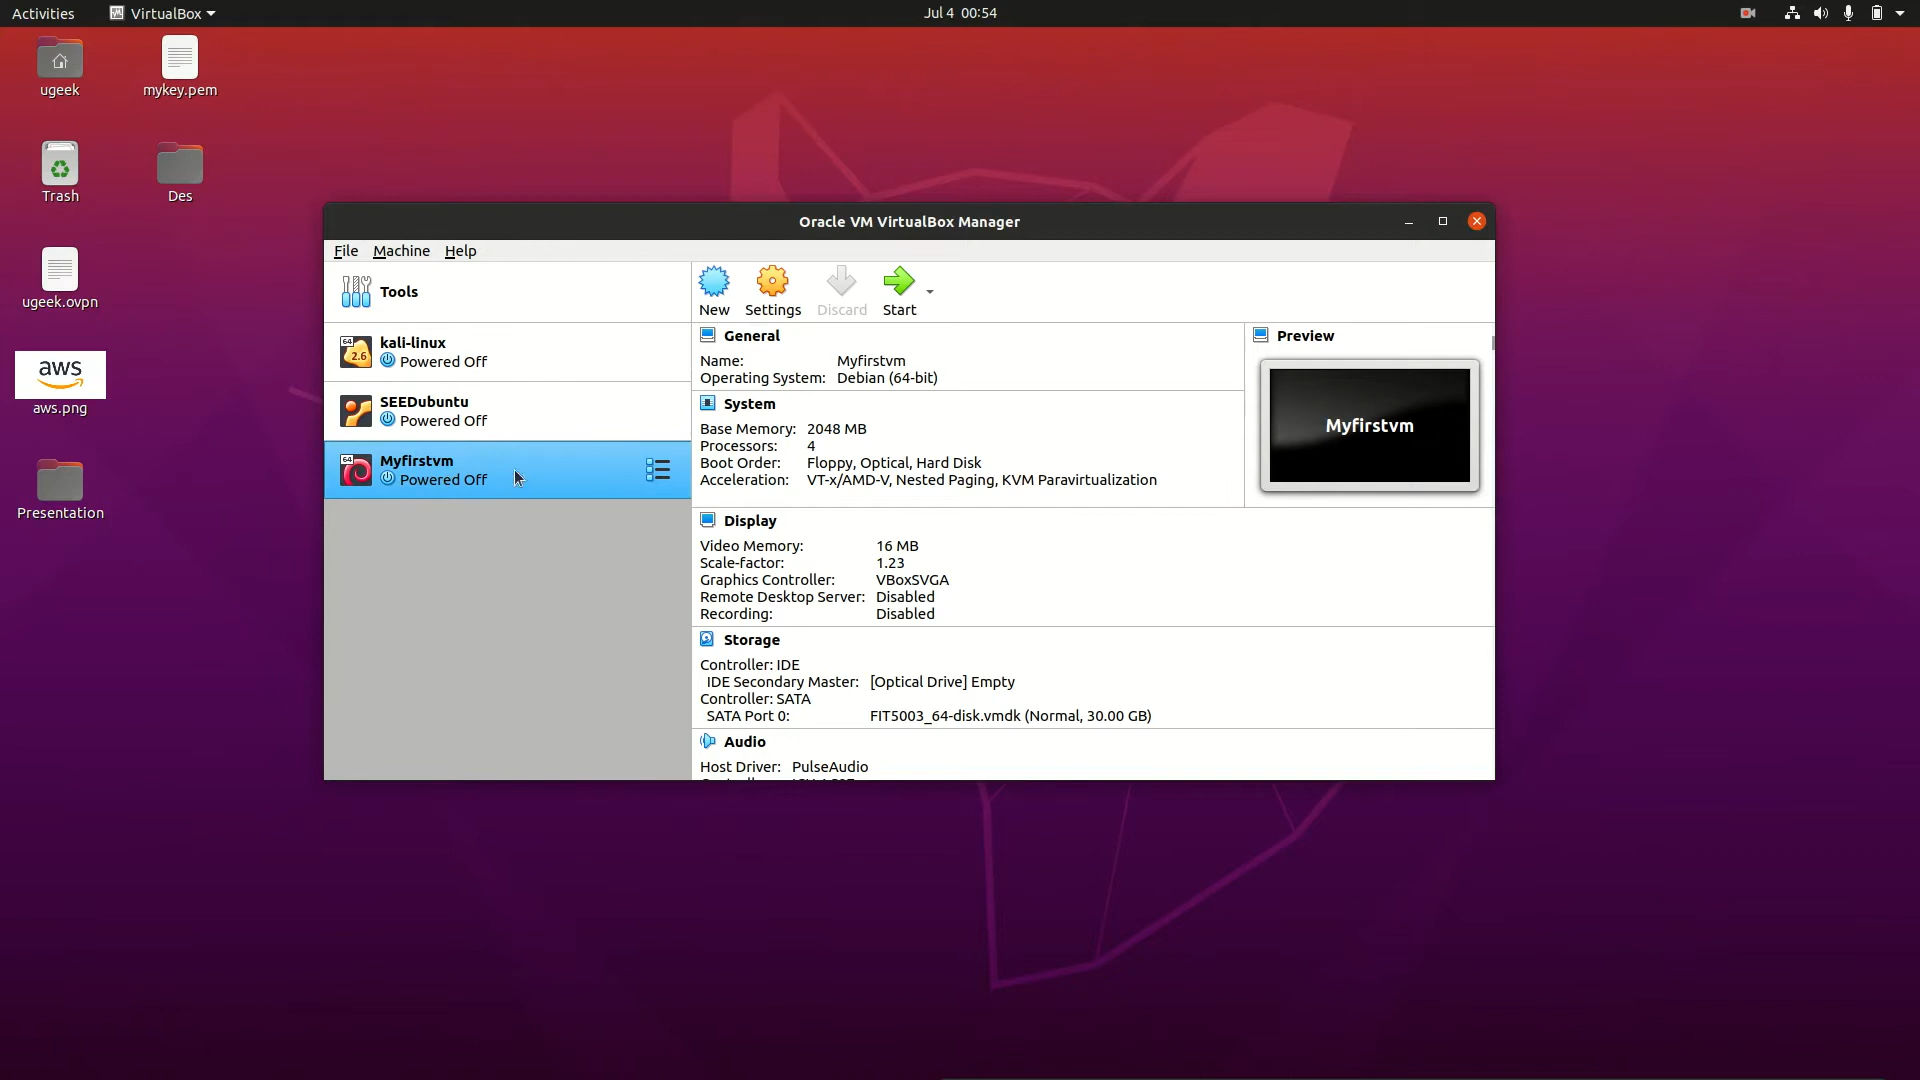 Activities
VirtualBox
Jul 4 00:54
ugeek
mykey.pem
Trash
Des
ugeek.ovpn
aws
aws.png
Presentation
Oracle VM VirtualBox Manager
File Machine Help
Tools
New Settings Discard Start
64
2.6
kali-linux
Powered Off
SEEDubuntu
Powered Off
64
Myfirstvm
Powered Off
General
Name: Myfirstvm
Operating System: Debian (64-bit)
System
Base Memory: 2048 MB
Processors: 4
Boot Order: Floppy, Optical, Hard Disk
Acceleration: VT-x/AMD-V, Nested Paging, KVM Paravirtualization
Preview
Myfirstvm
Display
Video Memory: 16 MB
Scale-factor: 1.23
Graphics Controller: VBoxSVGA
Remote Desktop Server: Disabled
Recording: Disabled
Storage
Controller: IDE
IDE Secondary Master: [Optical Drive] Empty
Controller: SATA
SATA Port 0: FIT5003_64-disk.vmdk (Normal, 30.00 GB)
Audio
Host Driver: PulseAudio